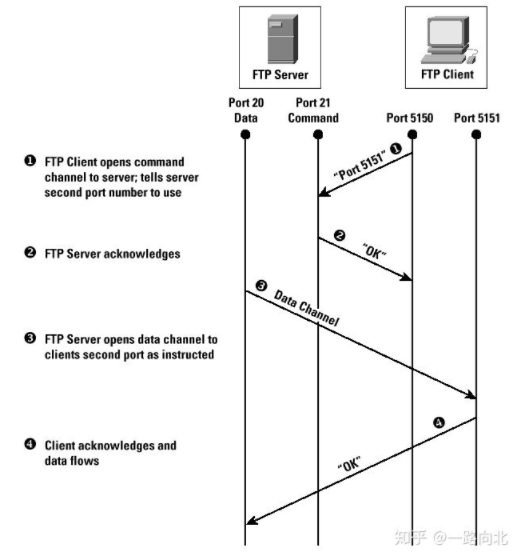 FTP Server
FTP Client
Port 20
Data
Port 21
Command
Port 5150
Port 5151
❶ FTP Client opens command
channel to server; tells server
second port number to use
"Port 5151" ❶
❷ FTP Server acknowledges
❷ "OK"
❸ Data Channel
❸ FTP Server opens data channel to
clients second port as instructed
❹ Client acknowledges and
data flows
❹
"OK"
知乎 @一路向北